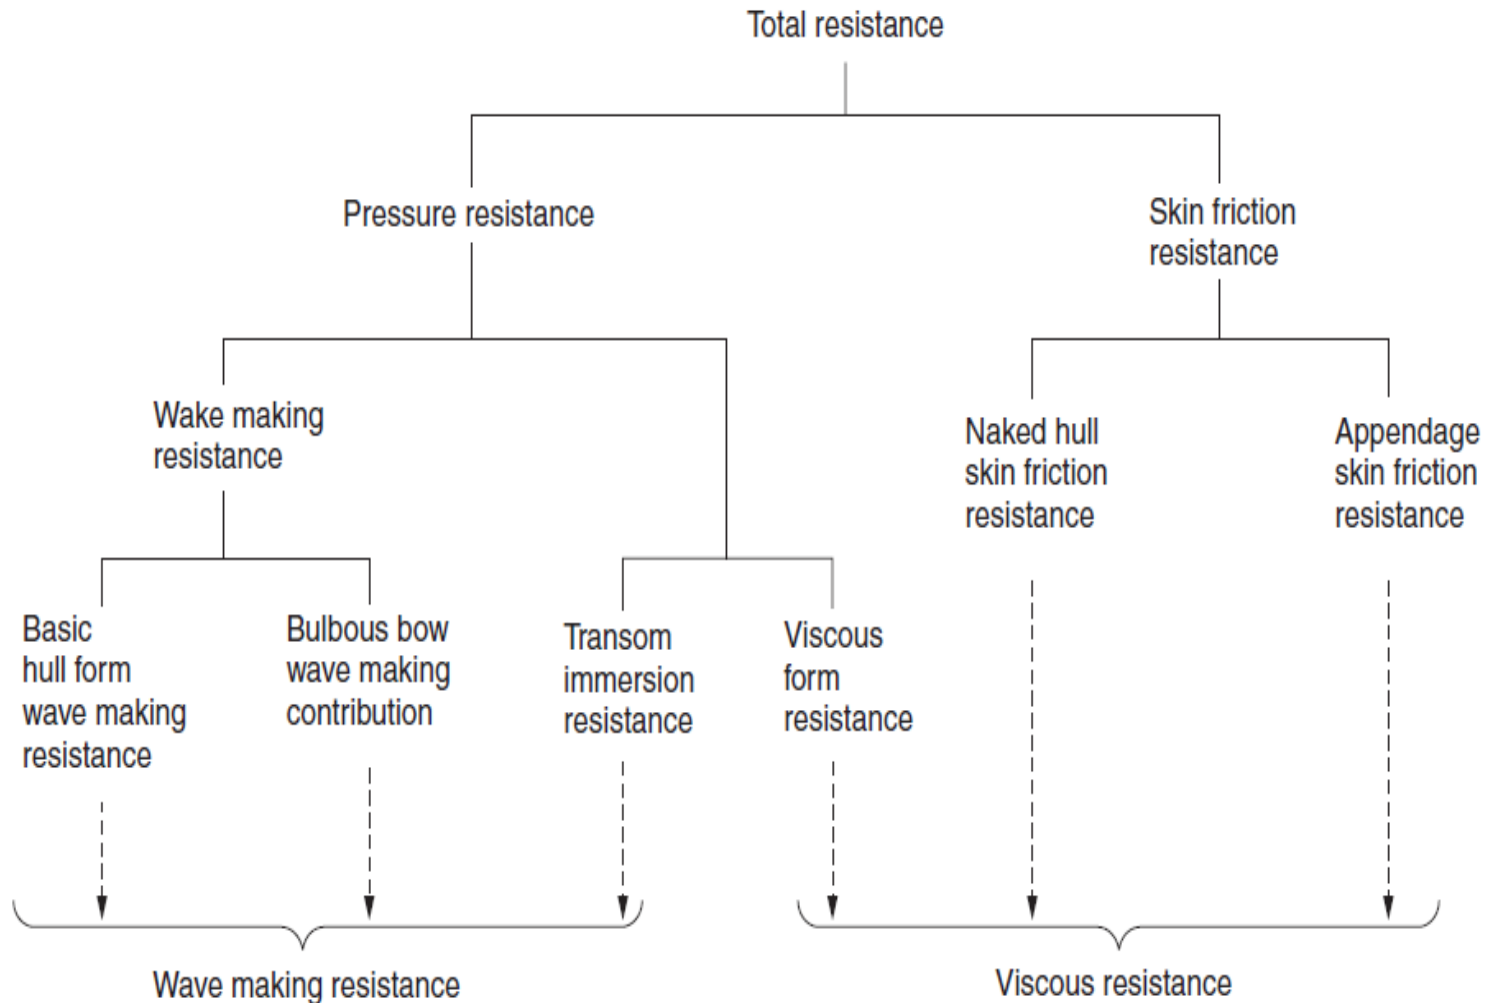 Total resistance
Pressure resistance
Skin friction
resistance
Wake making
resistance
Naked hull
skin friction
resistance
Appendage
skin friction
resistance
Basic
hull form
wave making
resistance
Bulbous bow
wave making
contribution
Transom
immersion
resistance
Viscous
form
resistance
Wave making resistance
Viscous resistance